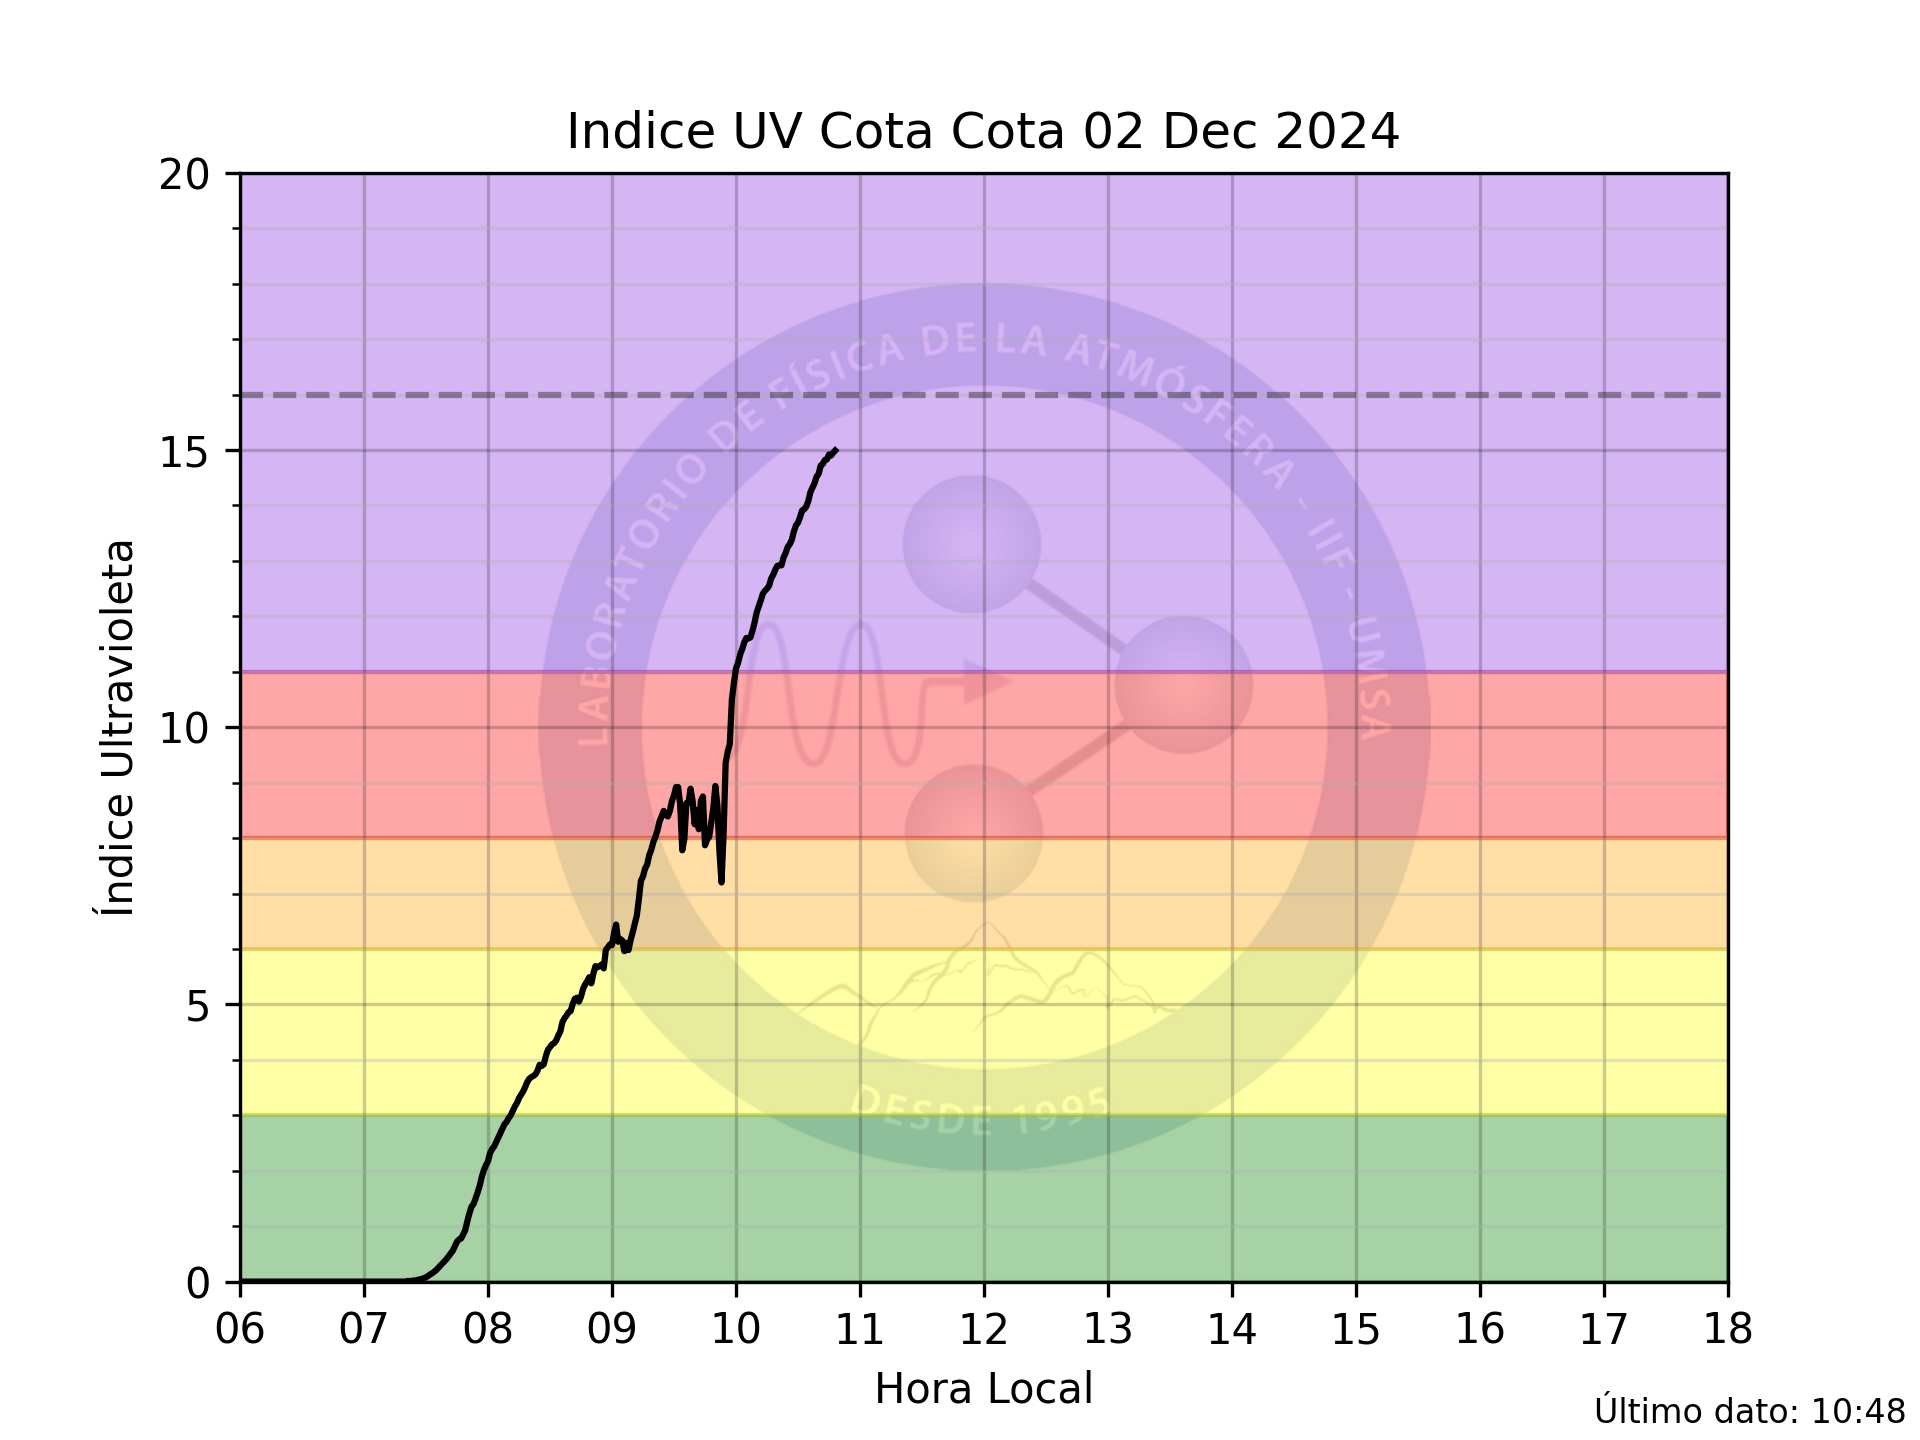 Indice UV Cota Cota 02 Dec 2024
20
15
10
5
0
Índice Ultravioleta
LABORATORIO DE FÍSICA DE LA ATMÓSFERA - IIF - UMSA
DESDE 1995
06 07 08 09 10 11 12 13 14 15 16 17 18
Hora Local
Último dato: 10:48